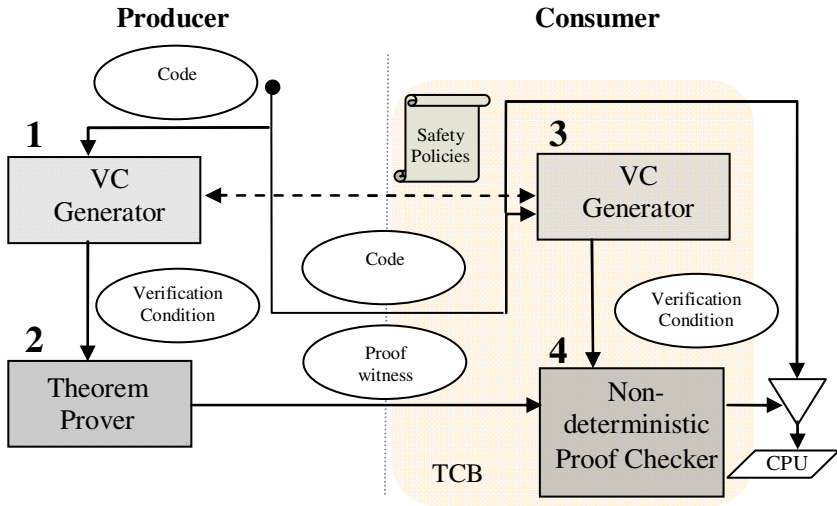 Producer
Consumer
Code
1
VC
Generator
Safety
Policies
3
VC
Generator
Code
Verification
Condition
Verification
Condition
2
Theorem
Prover
Proof
witness
4
Non-
deterministic
Proof Checker
TCB
CPU